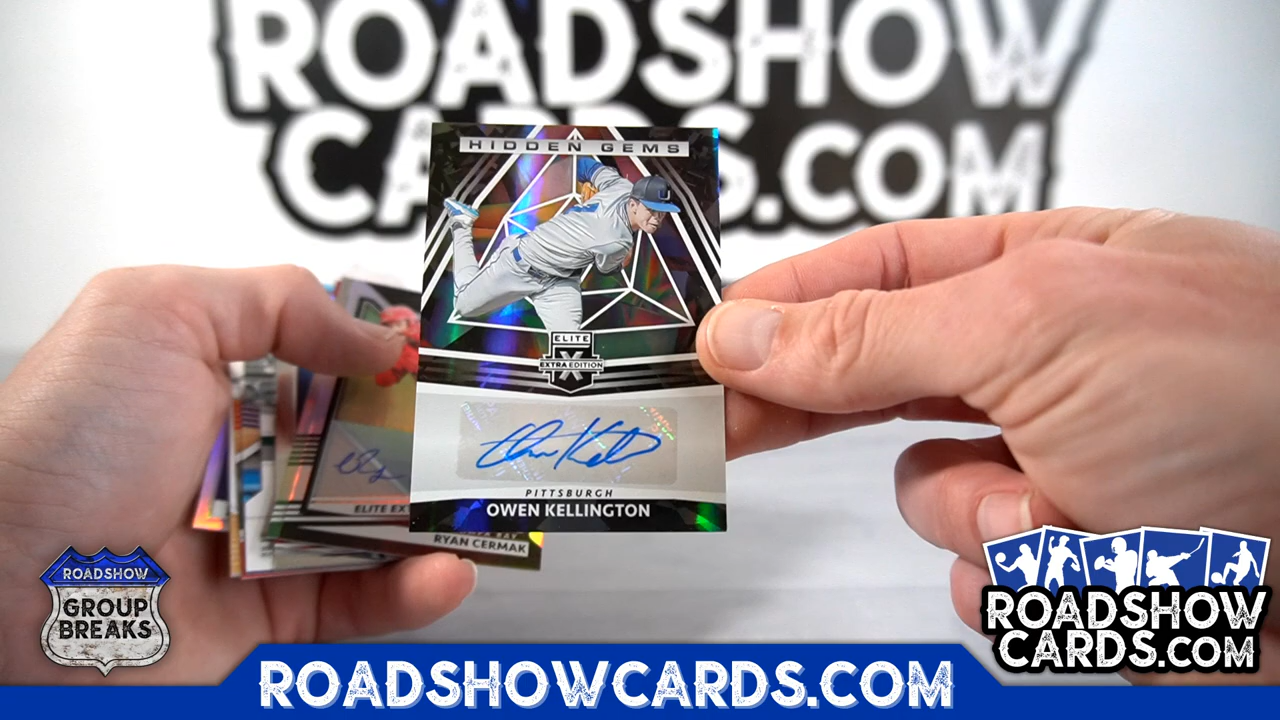 ROADSHOW
CARDS.COM
HIDDEN GEMS
U
ELITE
X
EXTRA EDITION
PITTSBURGH
OWEN KELLINGTON
ELITE EX
RYAN CERMAK
ROADSHOW
GROUP
BREAKS
ROADSHOW
CARDS.COM
ROADSHOWCARDS.COM